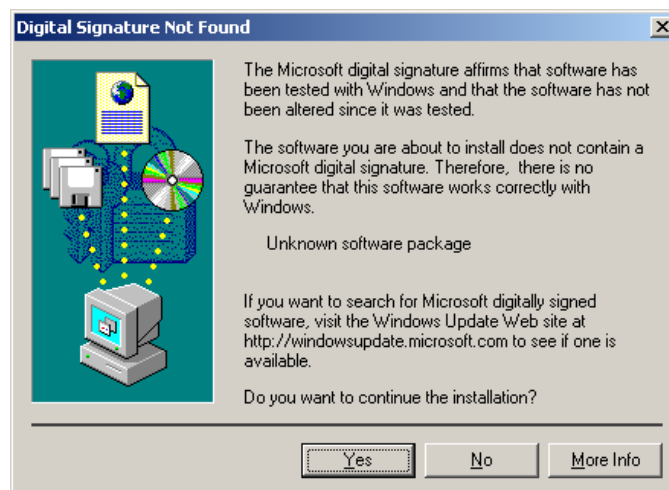 Digital Signature Not Found
The Microsoft digital signature affirms that software has
been tested with Windows and that the software has not
been altered since it was tested.
The software you are about to install does not contain a
Microsoft digital signature. Therefore,  there is no
guarantee that this software works correctly with
Windows.
Unknown software package
If you want to search for Microsoft digitally signed
software, visit the Windows Update Web site at
http://windowsupdate.microsoft.com to see if one is
available.
Do you want to continue the installation?
Yes
No
More Info